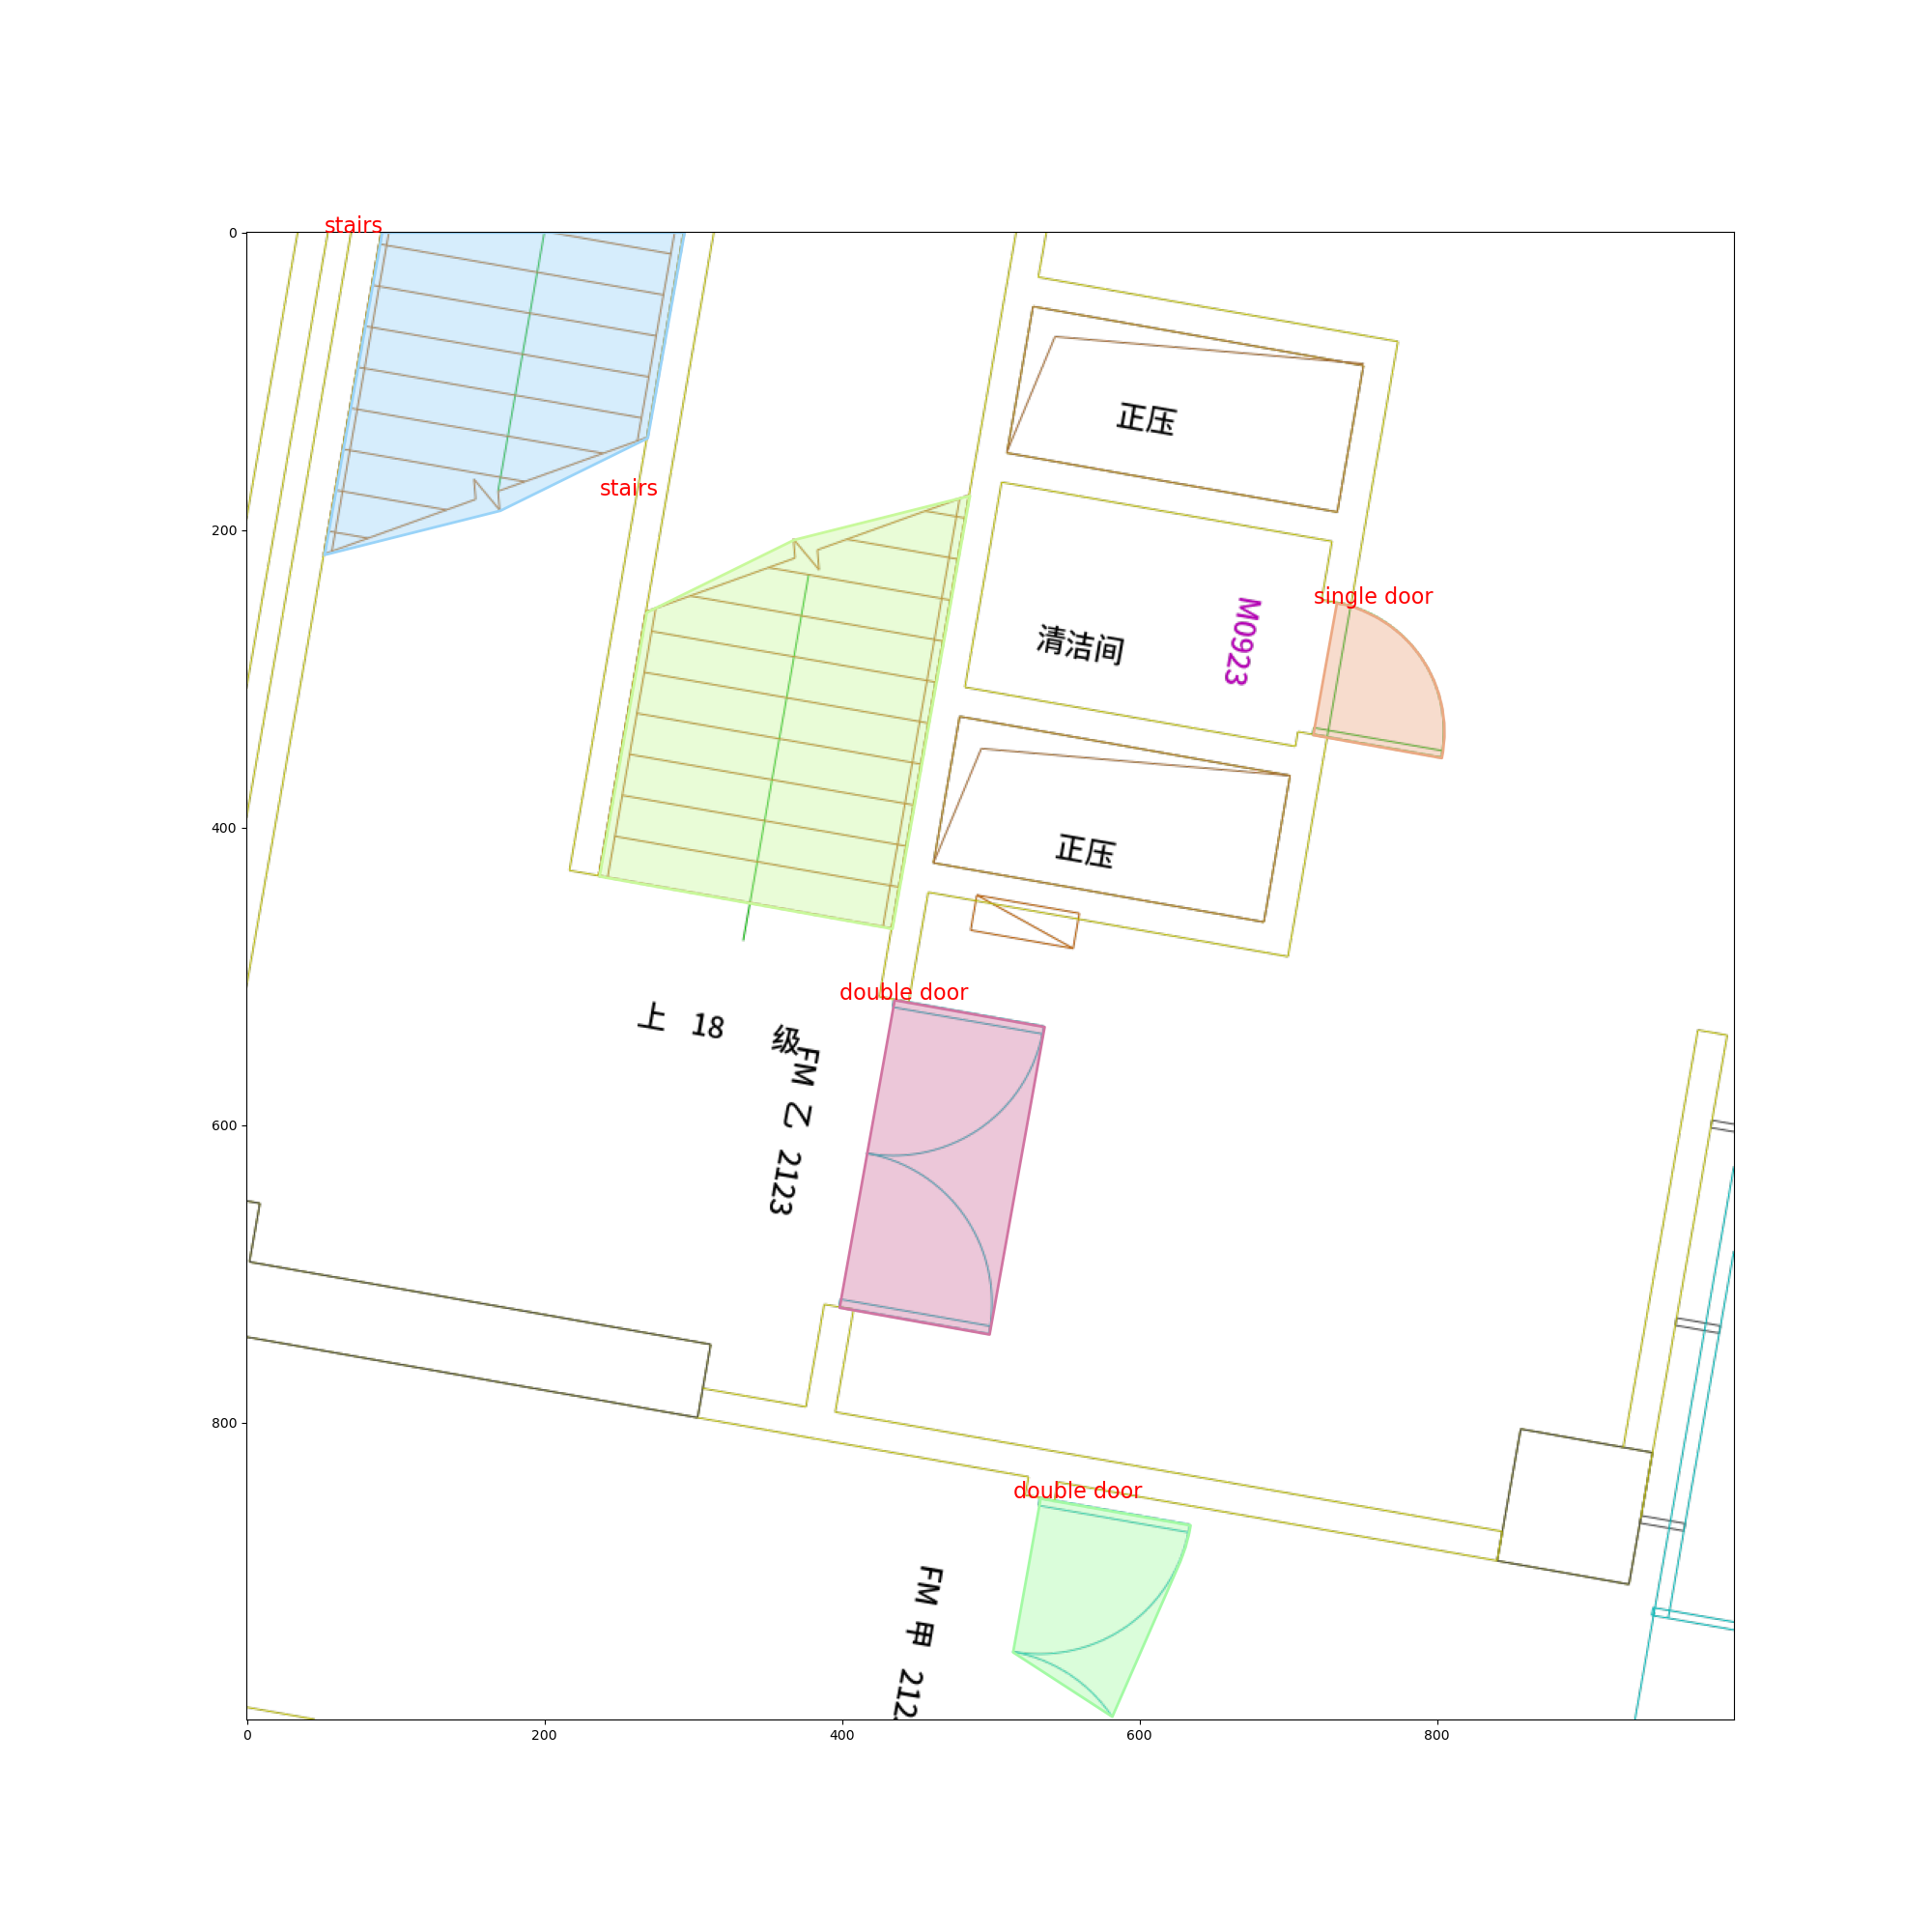 stairs
正压
stairs
single door
清洁间
M0923
正压
double door
上 18 级
FM 乙 2123
double door
FM 甲 212
0
200
400
600
800
0
200
400
600
800